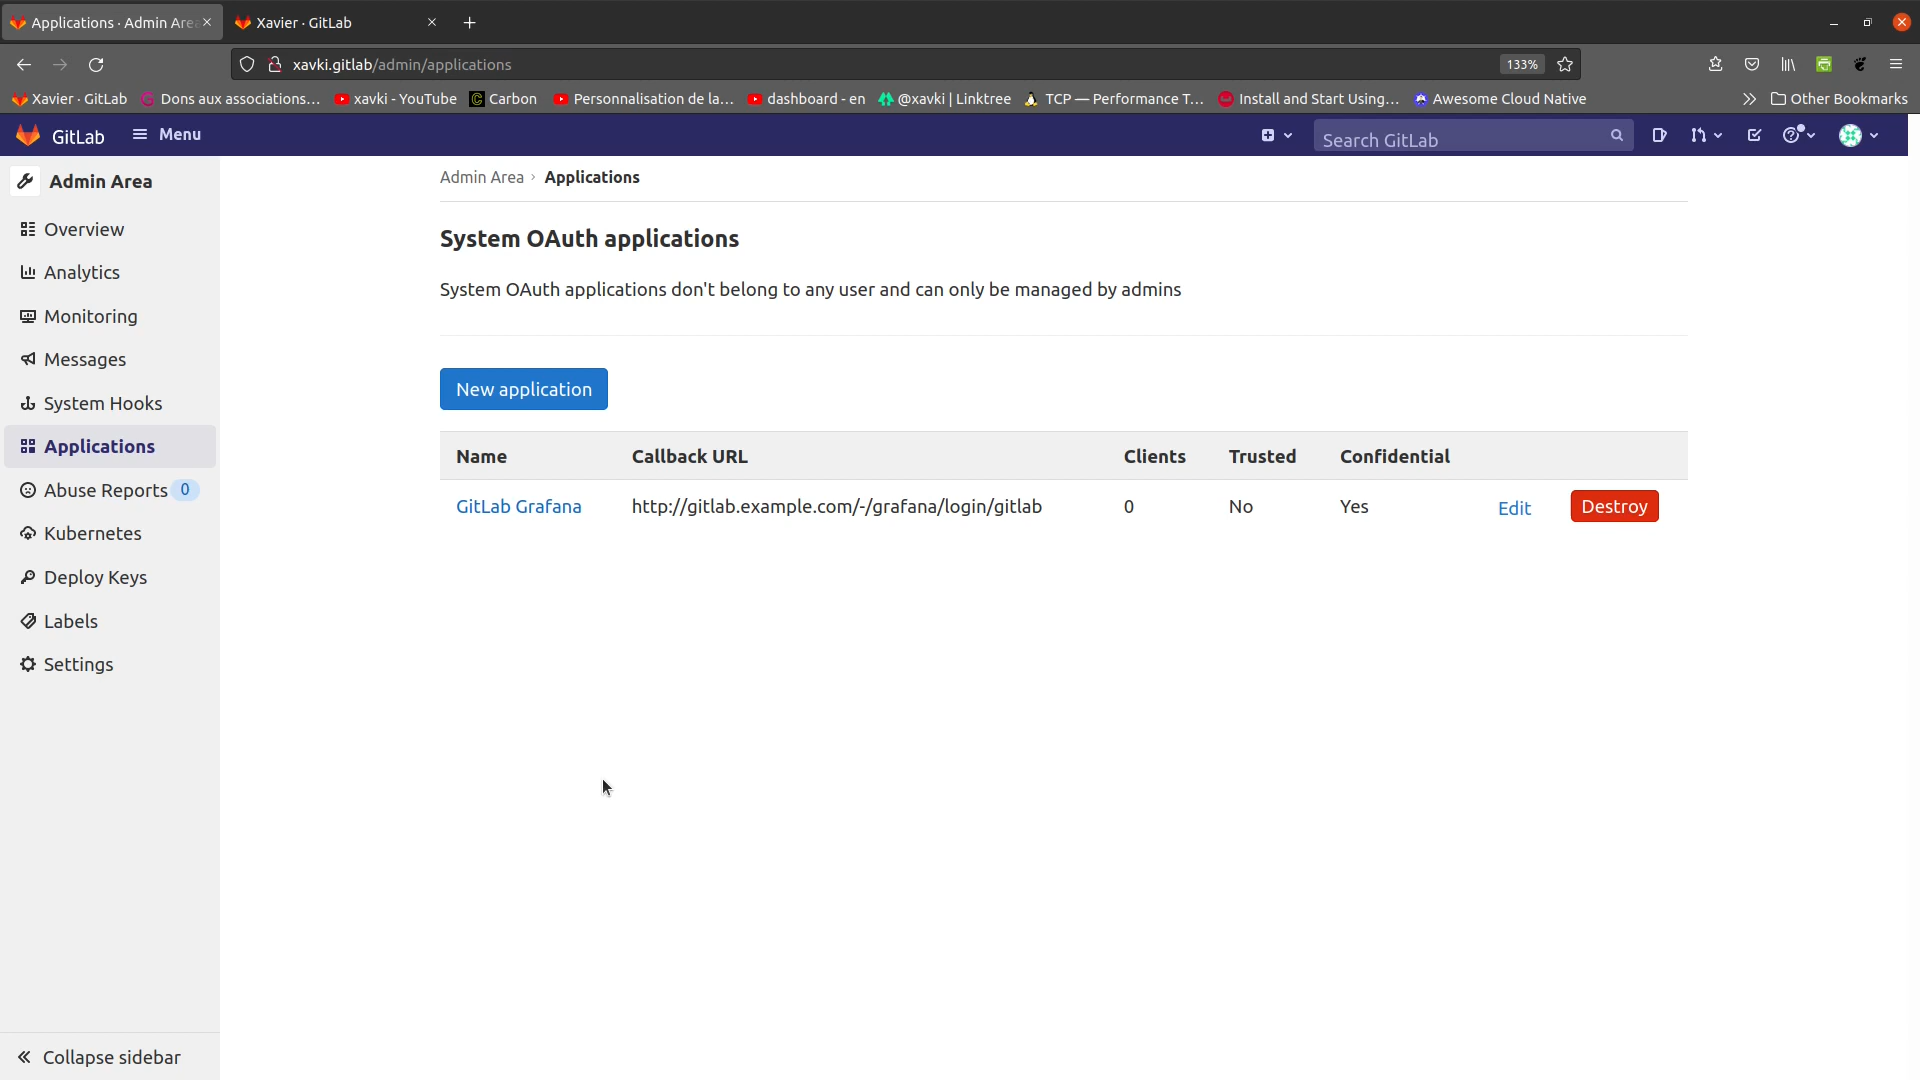 Applications · Admin Are
Xavier · GitLab
xavki.gitlab/admin/applications
133%
Xavier · GitLab
Dons aux associations…
xavki - YouTube
Carbon
Personnalisation de la…
dashboard - en
@xavki | Linktree
TCP — Performance T…
Install and Start Using…
Awesome Cloud Native
Other Bookmarks
GitLab
Menu
Search GitLab
Admin Area
Overview
Analytics
Monitoring
Messages
System Hooks
Applications
Abuse Reports 0
Kubernetes
Deploy Keys
Labels
Settings
Collapse sidebar
Admin Area › Applications
System OAuth applications
System OAuth applications don't belong to any user and can only be managed by admins
New application
Name Callback URL Clients Trusted Confidential
GitLab Grafana http://gitlab.example.com/-/grafana/login/gitlab 0 No Yes Edit Destroy